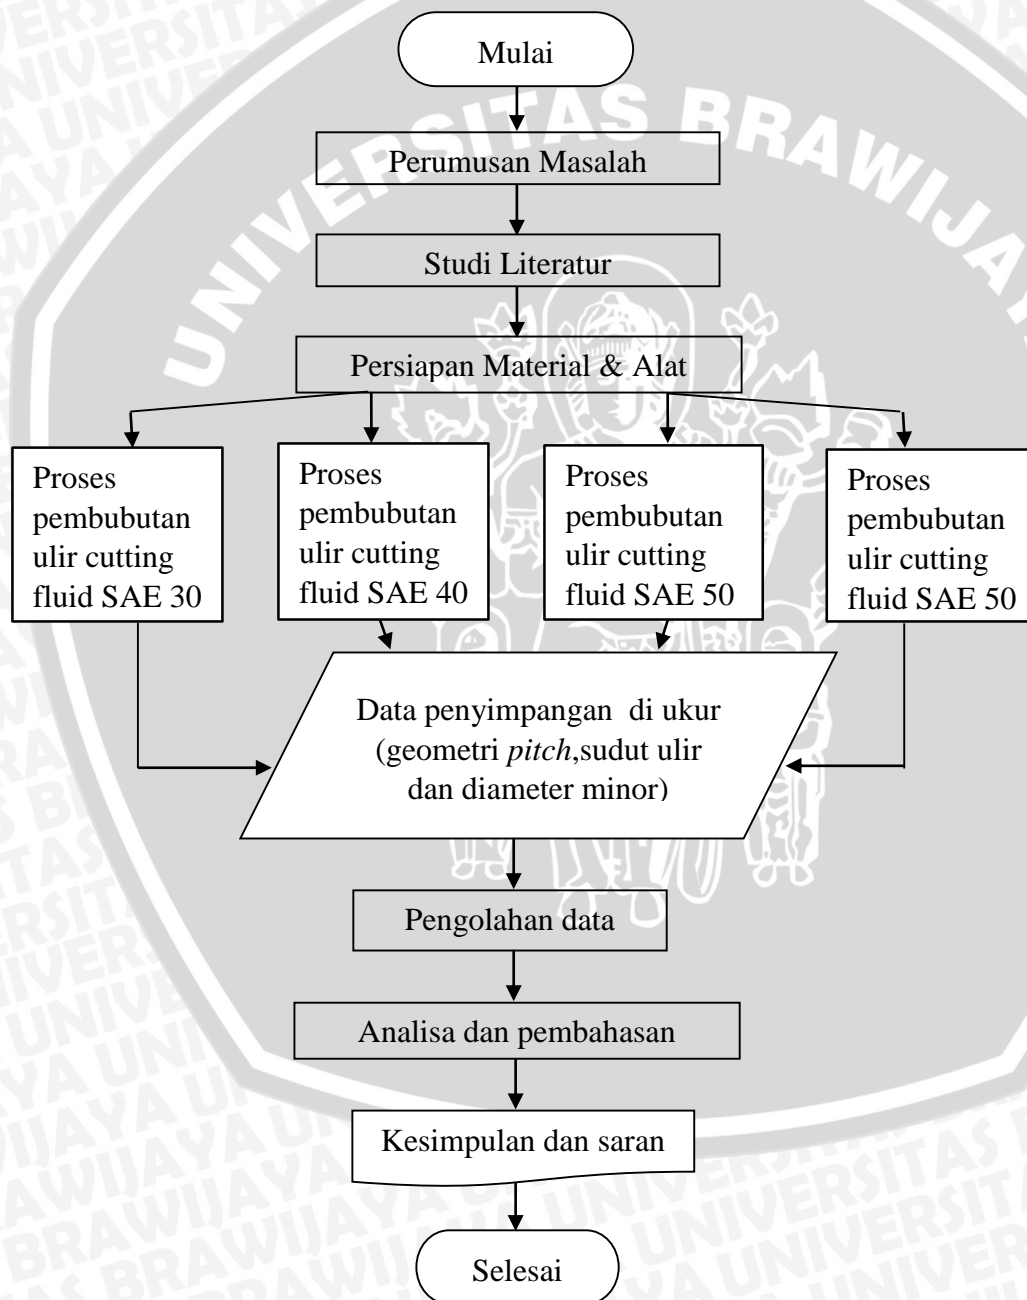 Mulai
UNIVERSITAS BRAWIJAYA
Perumusan Masalah
Studi Literatur
Persiapan Material & Alat
Proses
pembubutan
ulir cutting
fluid SAE 30
Proses
pembubutan
ulir cutting
fluid SAE 40
Proses
pembubutan
ulir cutting
fluid SAE 50
Proses
pembubutan
ulir cutting
fluid SAE 50
Data penyimpangan di ukur
(geometri pitch,sudut ulir
dan diameter minor)
Pengolahan data
Analisa dan pembahasan
Kesimpulan dan saran
Selesai